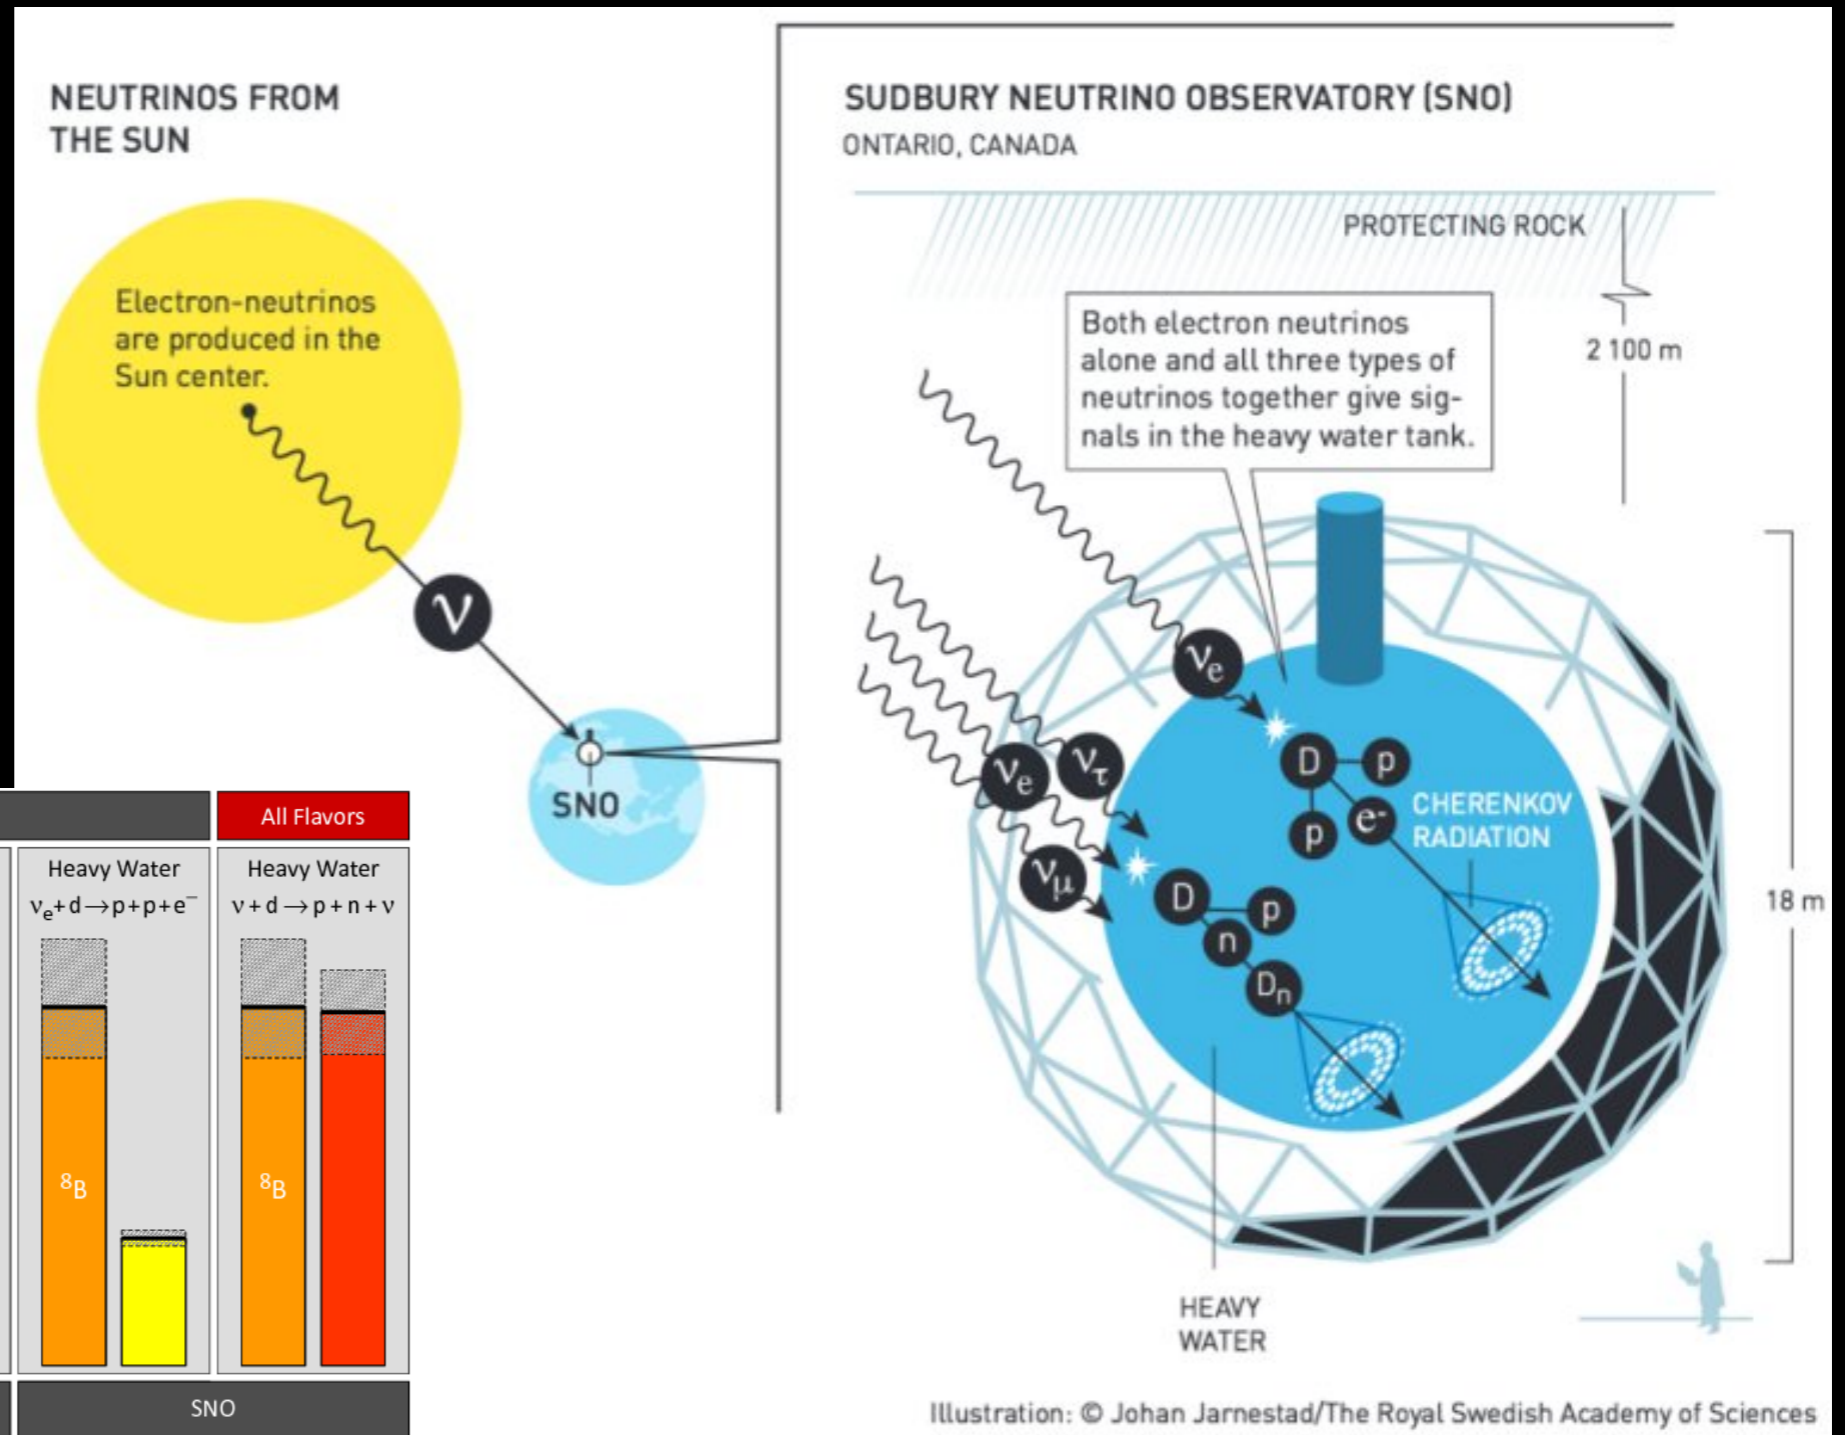 NEUTRINOS FROM
THE SUN
Electron-neutrinos
are produced in the
Sun center.
ν
SNO
SUDBURY NEUTRINO OBSERVATORY (SNO)
ONTARIO, CANADA
PROTECTING ROCK
2 100 m
Both electron neutrinos
alone and all three types of
neutrinos together give sig-
nals in the heavy water tank.
νe
νe
ντ
νμ
D p
p e-
CHERENKOV
RADIATION
D p
n
Dn
18 m
HEAVY
WATER
All Flavors
Heavy Water
νe+d→p+p+e⁻
⁸B
Heavy Water
ν+d→p+n+ν
⁸B
SNO
Illustration: © Johan Jarnestad/The Royal Swedish Academy of Sciences